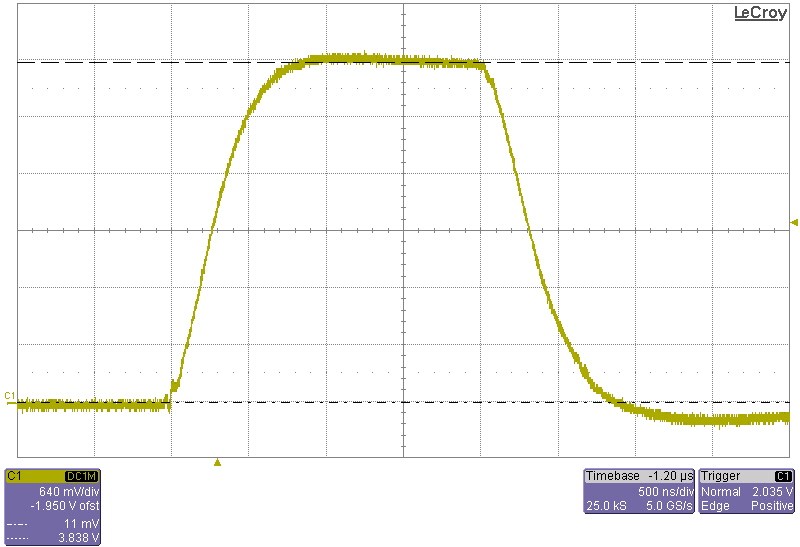 LeCroy
C1
C1 DC1M
640 mV/div
-1.950 V ofst
11 mV
3.838 V
Timebase -1.20 µs
500 ns/div
25.0 kS 5.0 GS/s
Trigger C1
Normal 2.035 V
Edge Positive